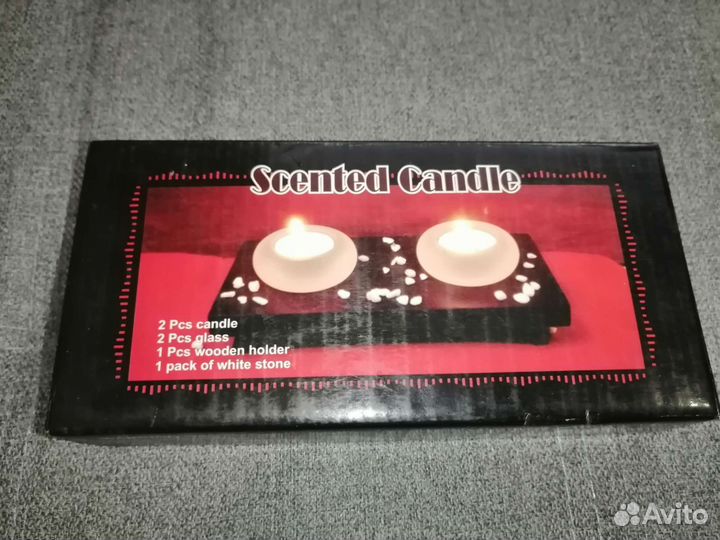 Scented Candle
2 Pcs candle
2 Pcs glass
1 Pcs wooden holder
1 pack of white stone
Avito